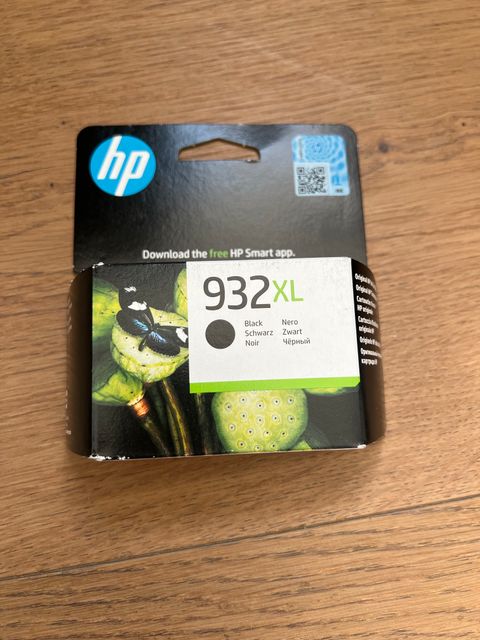 hp
Download the free HP Smart app.
932XL
Black Nero
Schwarz Zwart
Noir Чёрный